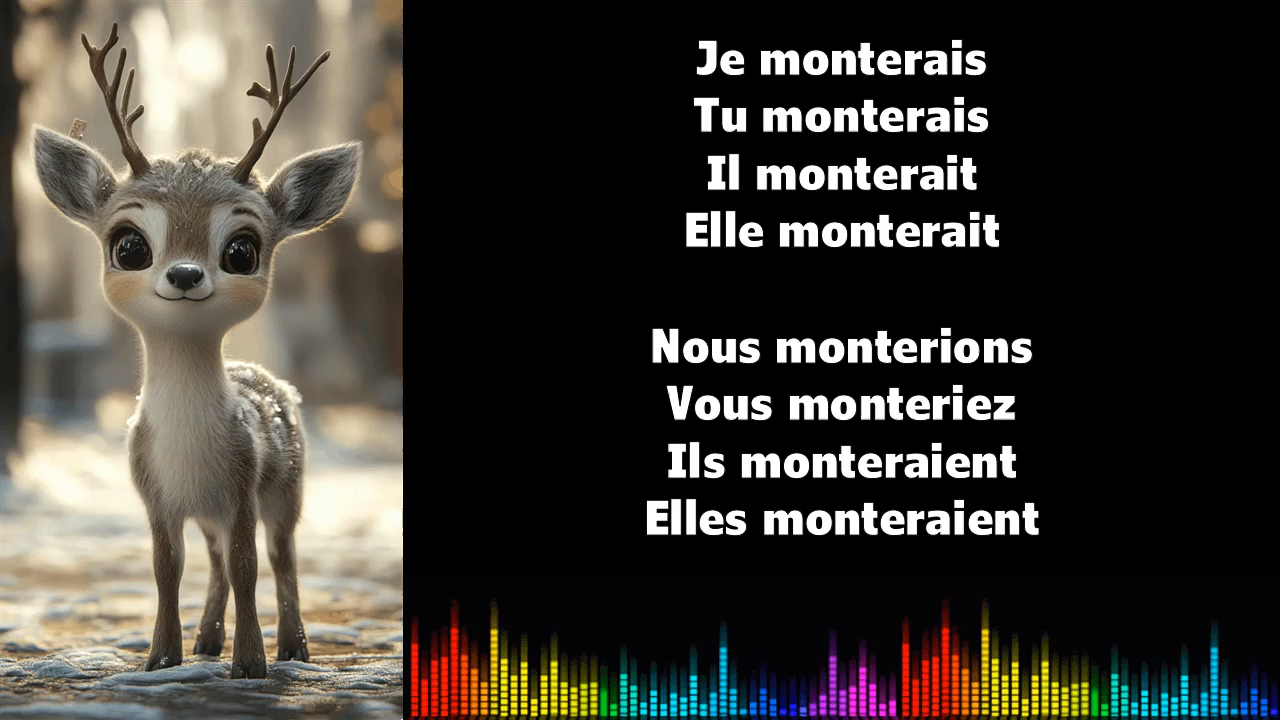 Je monterais
Tu monterais
Il monterait
Elle monterait
Nous monterions
Vous monteriez
Ils monteraient
Elles monteraient